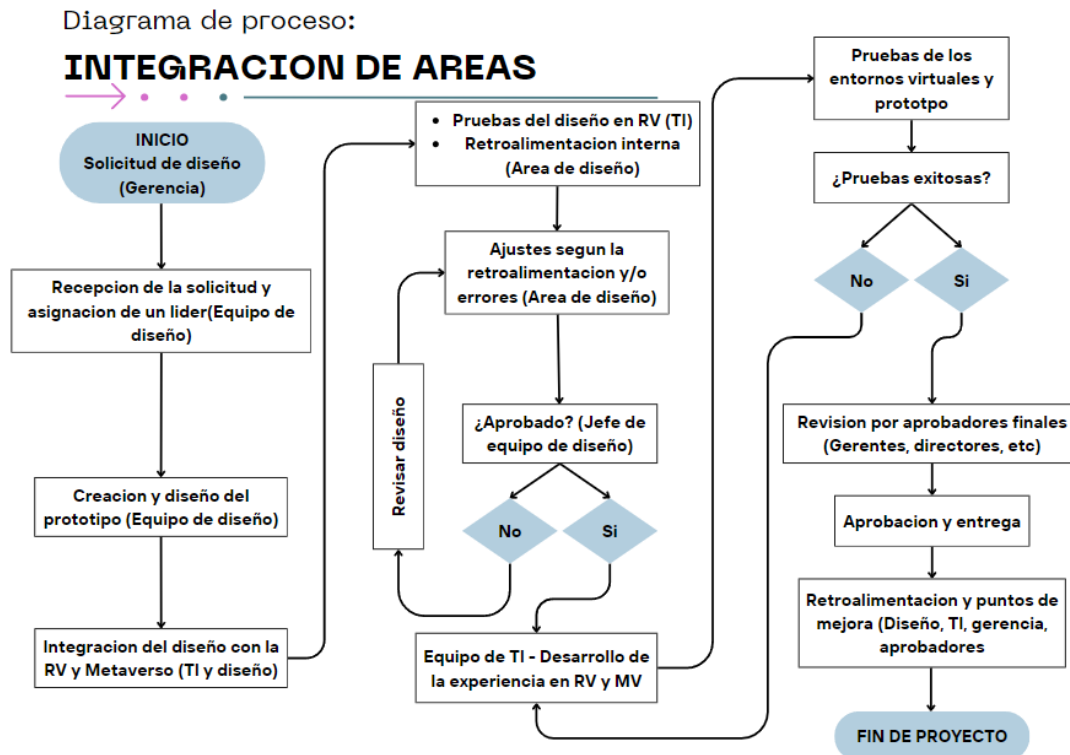 Diagrama de proceso:
INTEGRACION DE AREAS
INICIO
Solicitud de diseño
(Gerencia)
Recepcion de la solicitud y
asignacion de un lider(Equipo de
diseño)
Creacion y diseño del
prototipo (Equipo de diseño)
Integracion del diseño con la
RV y Metaverso (TI y diseño)
• Pruebas del diseño en RV (TI)
• Retroalimentacion interna
(Area de diseño)
Ajustes segun la
retroalimentacion y/o
errores (Area de diseño)
Revisar diseño
¿Aprobado? (Jefe de
equipo de diseño)
No
Si
Equipo de TI - Desarrollo de
la experiencia en RV y MV
Pruebas de los
entornos virtuales y
prototpo
¿Pruebas exitosas?
No
Si
Revision por aprobadores finales
(Gerentes, directores, etc)
Aprobacion y entrega
Retroalimentacion y puntos de
mejora (Diseño, TI, gerencia,
aprobadores
FIN DE PROYECTO